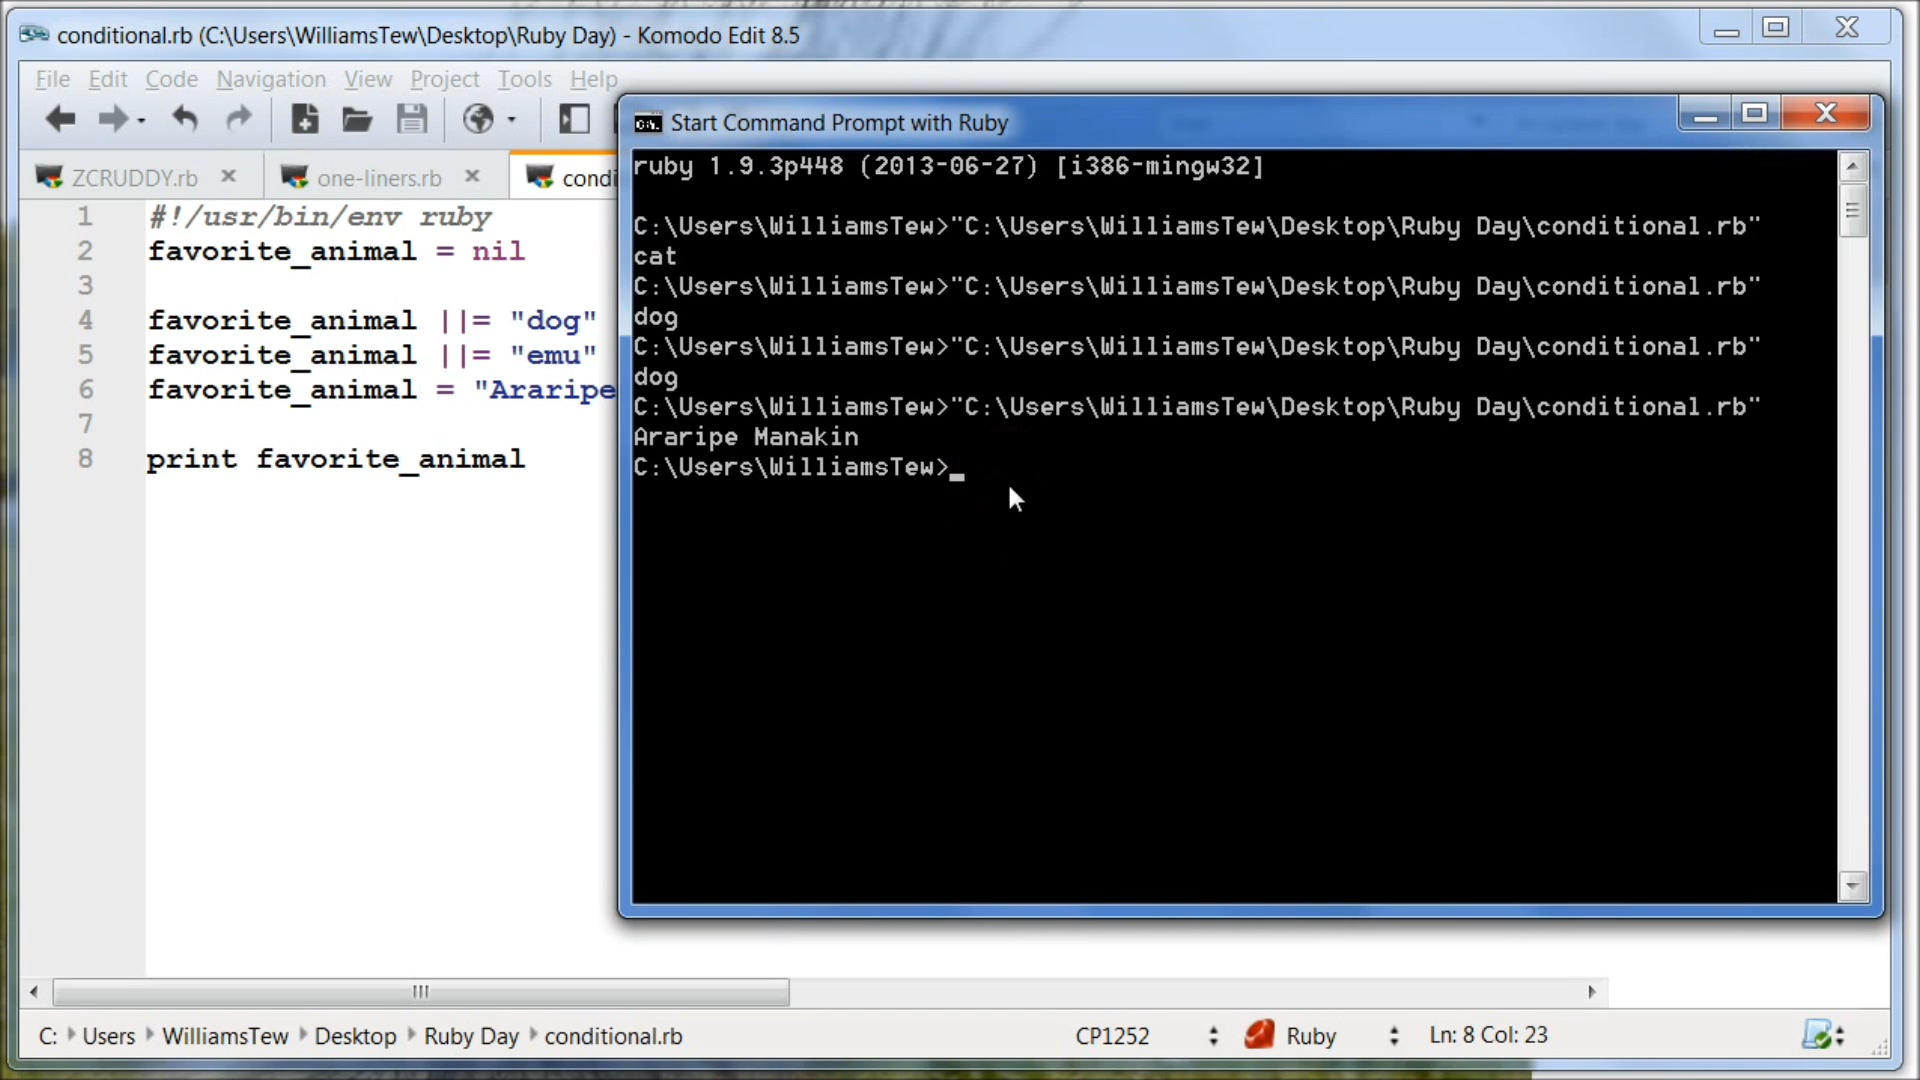 conditional.rb (C:\Users\WilliamsTew\Desktop\Ruby Day) - Komodo Edit 8.5
File Edit Code Navigation View Project Tools Help
ZCRUDDY.rb one-liners.rb condi
1 #!/usr/bin/env ruby
2 favorite_animal = nil
3
4 favorite_animal ||= "dog"
5 favorite_animal ||= "emu"
6 favorite_animal = "Araripe
7
8 print favorite_animal
Start Command Prompt with Ruby
ruby 1.9.3p448 (2013-06-27) [i386-mingw32]
C:\Users\WilliamsTew>"C:\Users\WilliamsTew\Desktop\Ruby Day\conditional.rb"
cat
C:\Users\WilliamsTew>"C:\Users\WilliamsTew\Desktop\Ruby Day\conditional.rb"
dog
C:\Users\WilliamsTew>"C:\Users\WilliamsTew\Desktop\Ruby Day\conditional.rb"
dog
C:\Users\WilliamsTew>"C:\Users\WilliamsTew\Desktop\Ruby Day\conditional.rb"
Araripe Manakin
C:\Users\WilliamsTew>_
C: Users WilliamsTew Desktop Ruby Day conditional.rb CP1252 Ruby Ln: 8 Col: 23